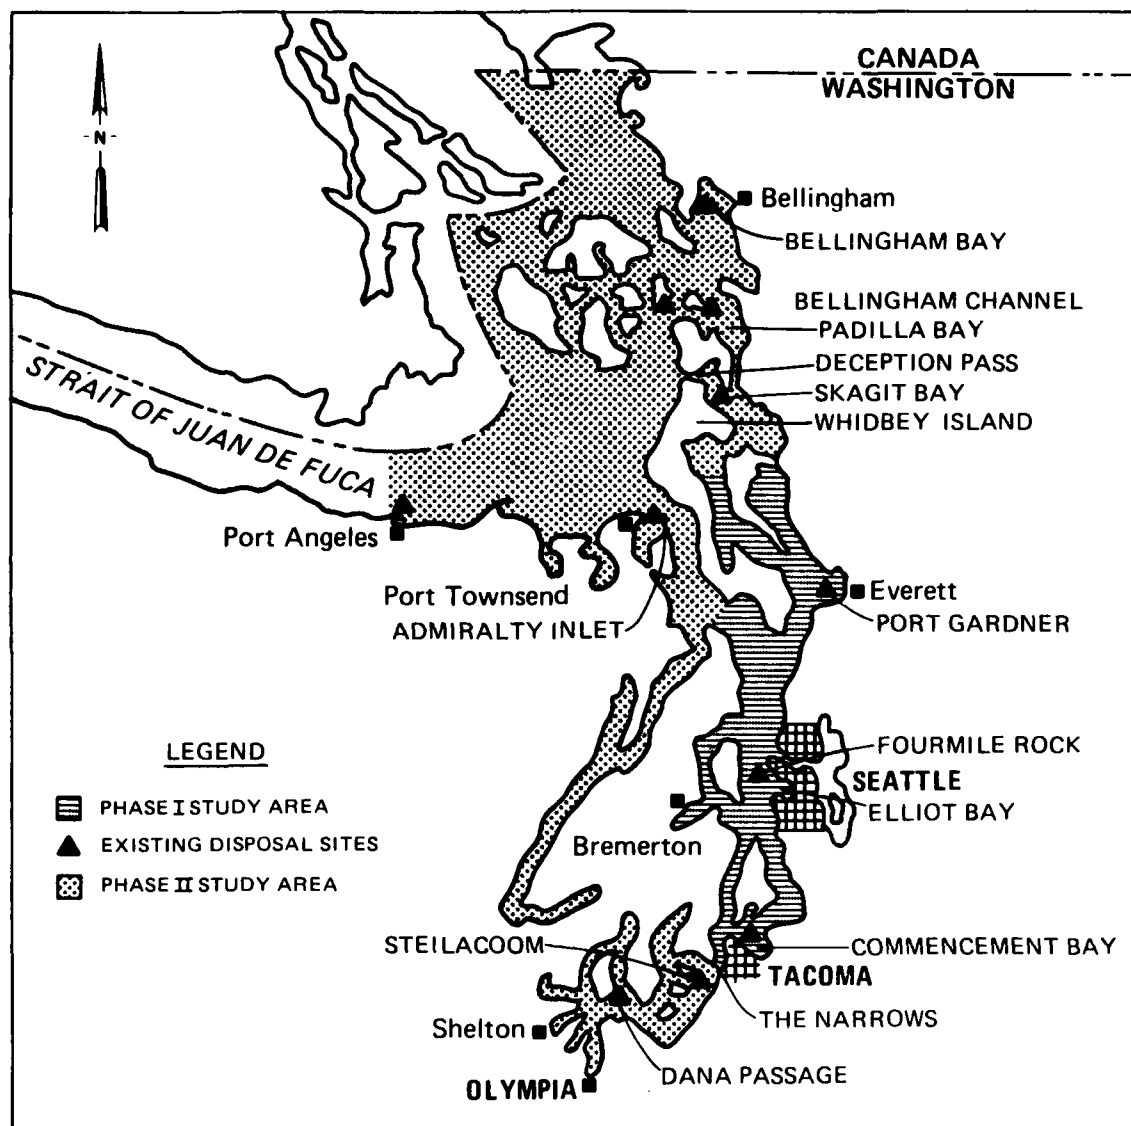 CANADA
WASHINGTON
-N-
Bellingham
BELLINGHAM BAY
BELLINGHAM CHANNEL
PADILLA BAY
DECEPTION PASS
SKAGIT BAY
WHIDBEY ISLAND
STRAIT OF JUAN DE FUCA
Port Angeles
Port Townsend
ADMIRALTY INLET
Everett
PORT GARDNER
FOURMILE ROCK
SEATTLE
ELLIOT BAY
Bremerton
LEGEND
PHASE I STUDY AREA
EXISTING DISPOSAL SITES
PHASE II STUDY AREA
STEILACOOM
COMMENCEMENT BAY
TACOMA
THE NARROWS
Shelton
DANA PASSAGE
OLYMPIA